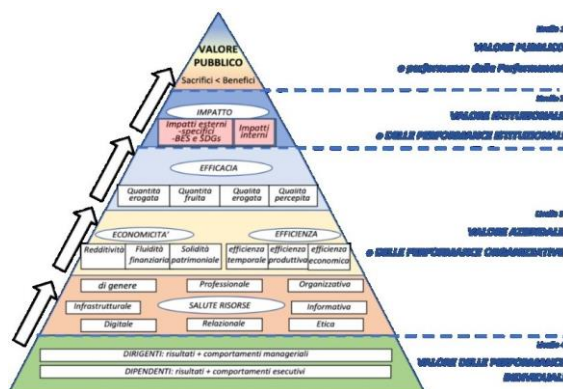 VALORE
PUBBLICO
Sacrifici < Benefici
IMPATTO
Impatti esterni
-specifici
-BES e SDGs
Impatti
interni
EFFICACIA
Quantità
erogata
Quantità
fruita
Qualità
erogata
Qualità
percepita
ECONOMICITA'
EFFICIENZA
Redditività
Fluidità
finanziaria
Solidità
patrimoniale
efficienza
temporale
efficienza
produttiva
efficienza
economica
di genere
Professionale
Organizzativa
Infrastrutturale
SALUTE RISORSE
Informativa
Digitale
Relazionale
Etica
DIRIGENTI: risultati + comportamenti manageriali
DIPENDENTI: risultati + comportamenti esecutivi
VALORE PUBBLICO
o performance delle Performance
VALORE ISTITUZIONALE
o DELLE PERFORMANCE ISTITUZIONALI
VALORE AZIENDALE
o DELLE PERFORMANCE ORGANIZZATIVE
VALORE DELLE PERFORMANCE
INDIVIDUALI